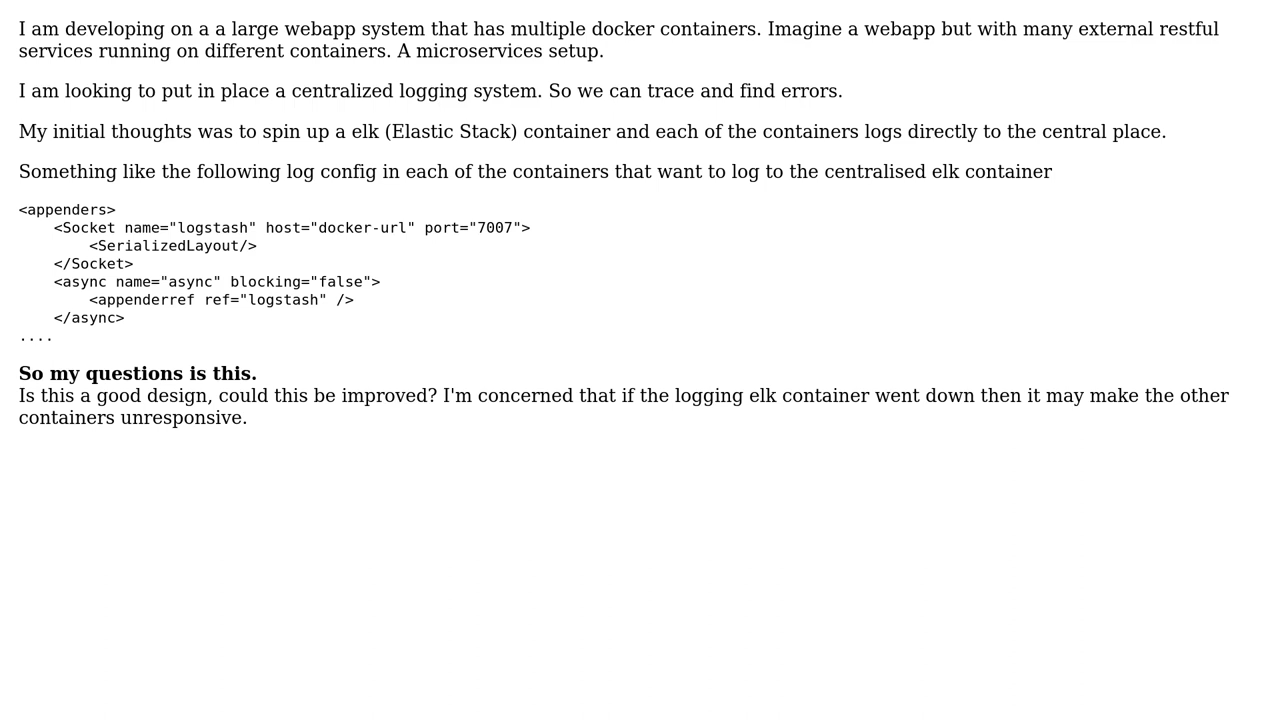 I am developing on a a large webapp system that has multiple docker containers. Imagine a webapp but with many external restful
services running on different containers. A microservices setup.
I am looking to put in place a centralized logging system. So we can trace and find errors.
My initial thoughts was to spin up a elk (Elastic Stack) container and each of the containers logs directly to the central place.
Something like the following log config in each of the containers that want to log to the centralised elk container
<appenders>
    <Socket name="logstash" host="docker-url" port="7007">
        <SerializedLayout/>
    </Socket>
    <async name="async" blocking="false">
        <appenderref ref="logstash" />
    </async>
....
So my questions is this.
Is this a good design, could this be improved? I'm concerned that if the logging elk container went down then it may make the other
containers unresponsive.